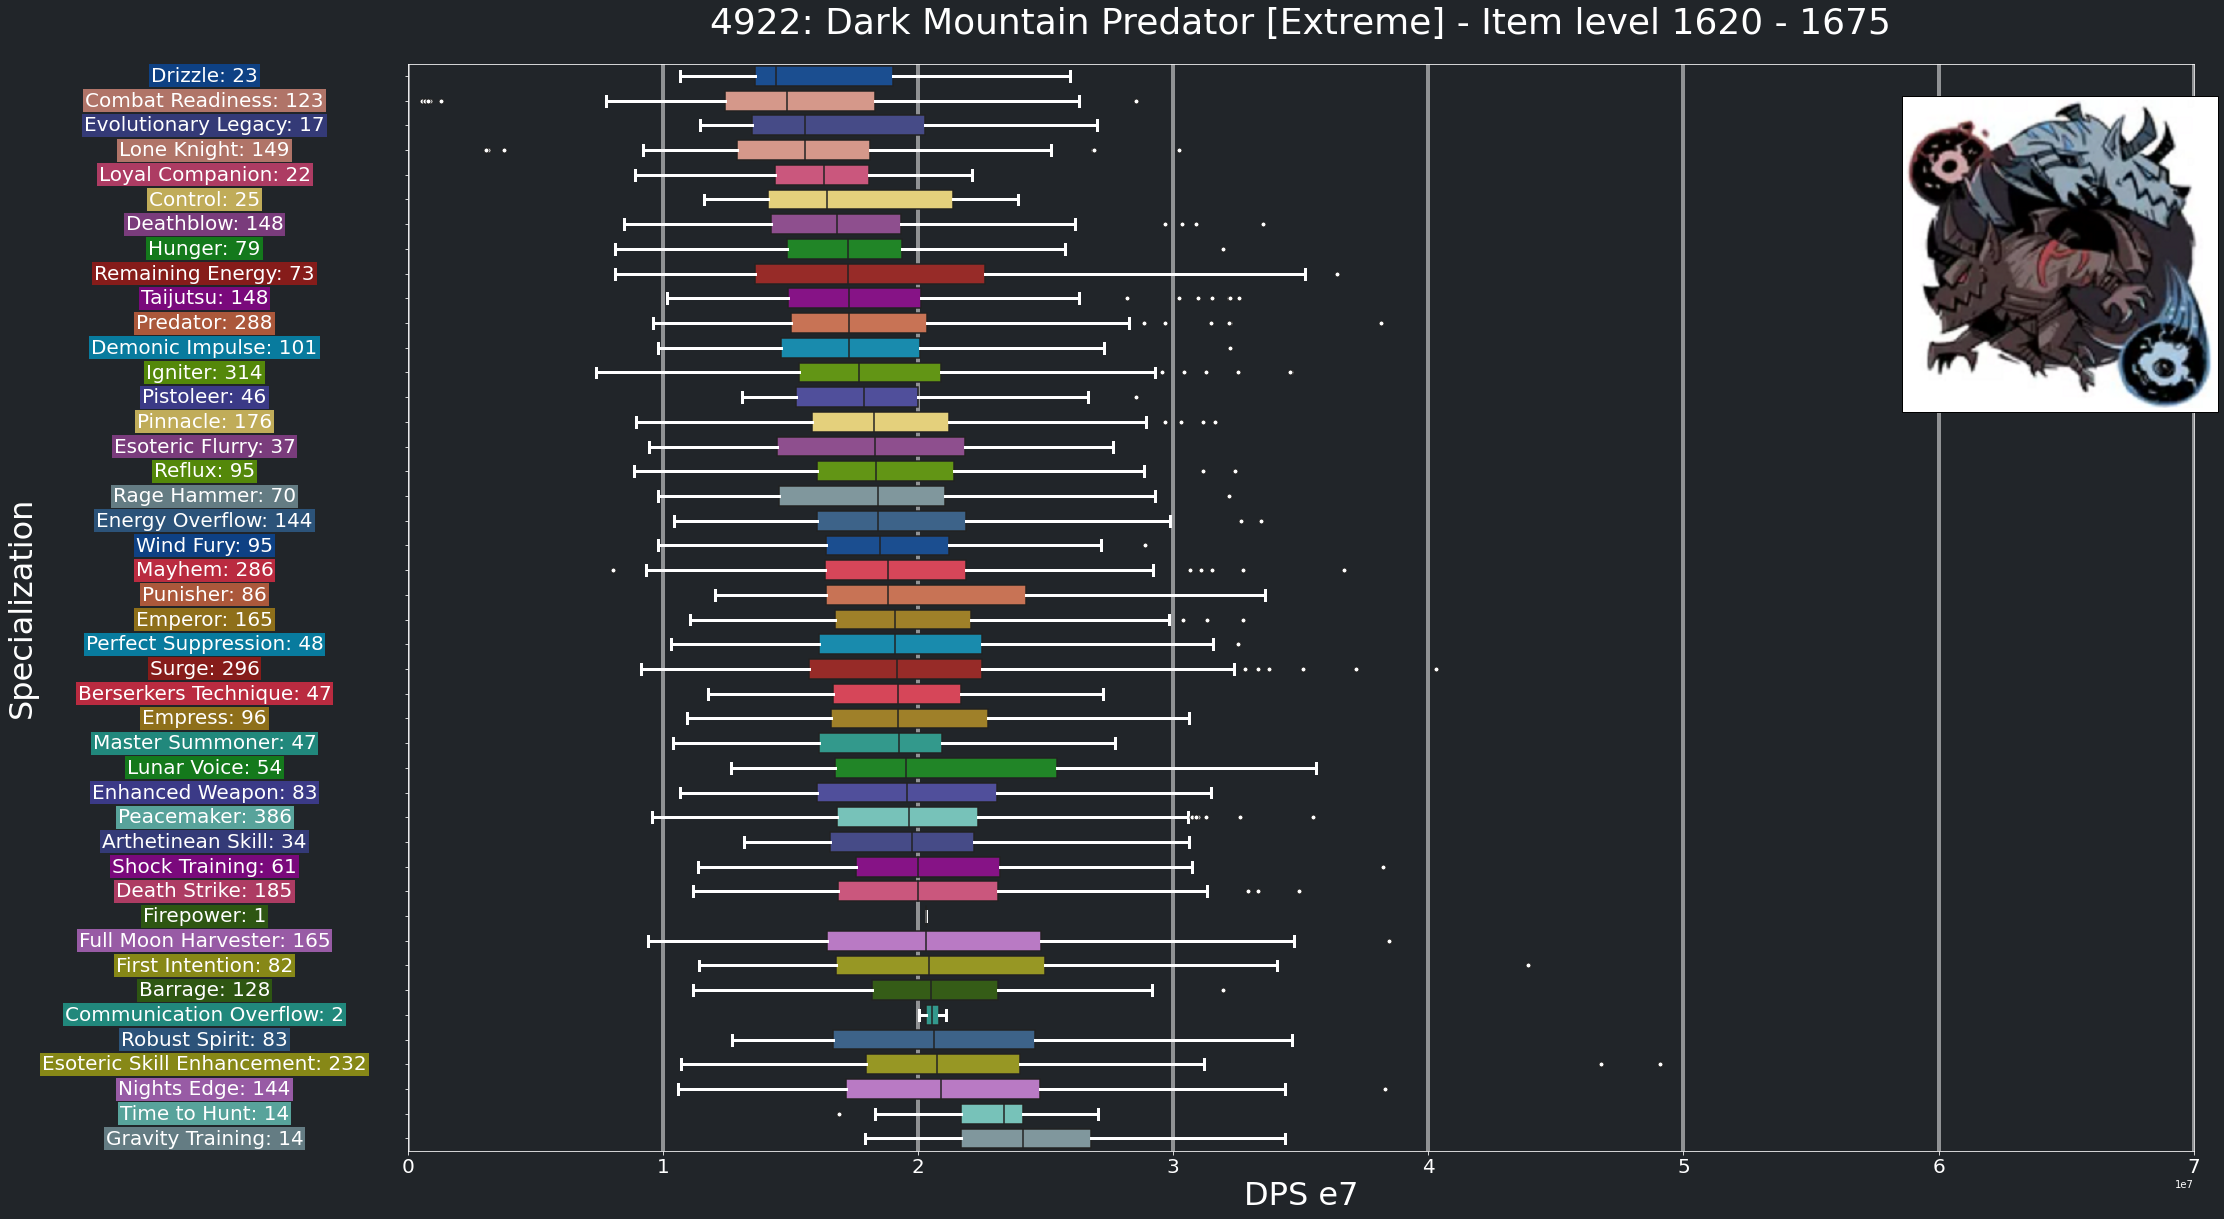 4922: Dark Mountain Predator [Extreme] - Item level 1620 - 1675
Specialization
Drizzle: 23
Combat Readiness: 123
Evolutionary Legacy: 17
Lone Knight: 149
Loyal Companion: 22
Control: 25
Deathblow: 148
Hunger: 79
Remaining Energy: 73
Taijutsu: 148
Predator: 288
Demonic Impulse: 101
Igniter: 314
Pistoleer: 46
Pinnacle: 176
Esoteric Flurry: 37
Reflux: 95
Rage Hammer: 70
Energy Overflow: 144
Wind Fury: 95
Mayhem: 286
Punisher: 86
Emperor: 165
Perfect Suppression: 48
Surge: 296
Berserkers Technique: 47
Empress: 96
Master Summoner: 47
Lunar Voice: 54
Enhanced Weapon: 83
Peacemaker: 386
Arthetinean Skill: 34
Shock Training: 61
Death Strike: 185
Firepower: 1
Full Moon Harvester: 165
First Intention: 82
Barrage: 128
Communication Overflow: 2
Robust Spirit: 83
Esoteric Skill Enhancement: 232
Nights Edge: 144
Time to Hunt: 14
Gravity Training: 14
0 1 2 3 4 5 6 7
1e7
DPS e7